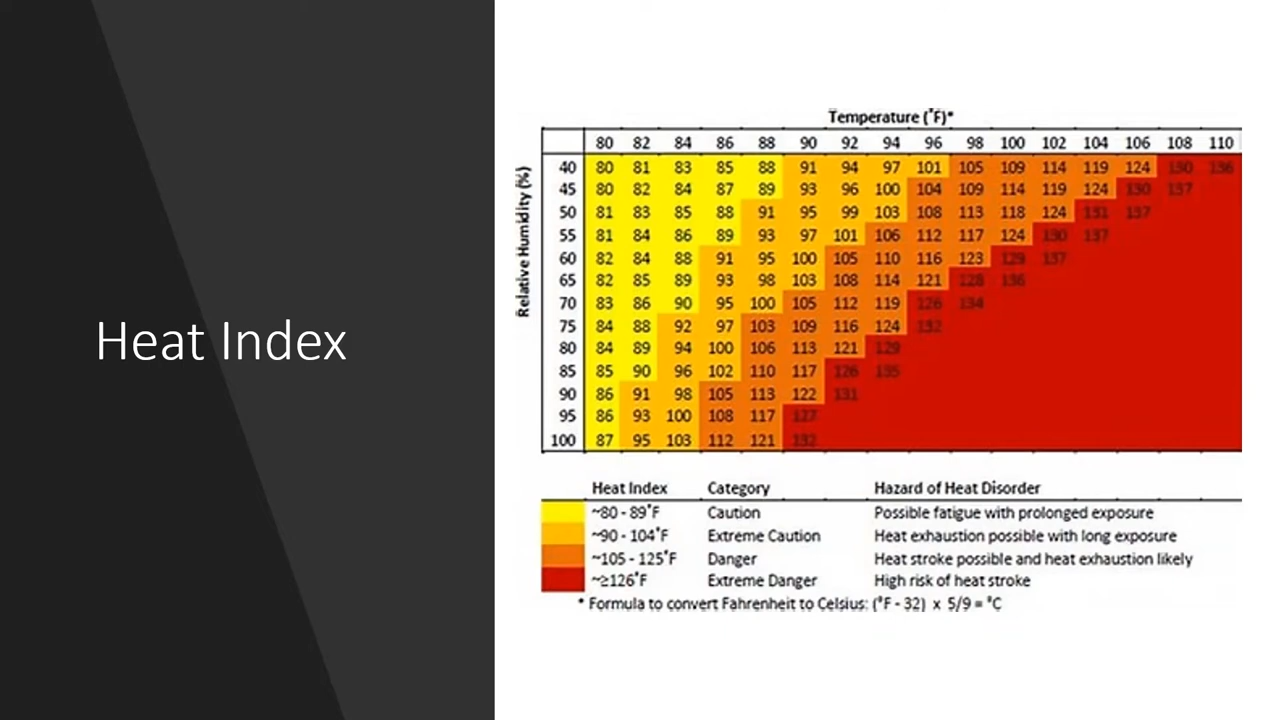 Heat Index
Temperature (˚F)*
80 82 84 86 88 90 92 94 96 98 100 102 104 106 108 110
Relative Humidity (%)
40 80 81 83 85 88 91 94 97 101 105 109 114 119 124 130 136
45 80 82 84 87 89 93 96 100 104 109 114 119 124 130 137
50 81 83 85 88 91 95 99 103 108 113 118 124 131 137
55 81 84 86 89 93 97 101 106 112 117 124 130 137
60 82 84 88 91 95 100 105 110 116 123 129 137
65 82 85 89 93 98 103 108 114 121 128 136
70 83 86 90 95 100 105 112 119 126 134
75 84 88 92 97 103 109 116 124 132
80 84 89 94 100 106 113 121 129
85 85 90 96 102 110 117 126 135
90 86 91 98 105 113 122 131
95 86 93 100 108 117 127
100 87 95 103 112 121 132
Heat Index Category Hazard of Heat Disorder
~80 - 89˚F Caution Possible fatigue with prolonged exposure
~90 - 104˚F Extreme Caution Heat exhaustion possible with long exposure
~105 - 125˚F Danger Heat stroke possible and heat exhaustion likely
~≥126˚F Extreme Danger High risk of heat stroke
* Formula to convert Fahrenheit to Celsius: (˚F - 32) x 5/9 = ˚C